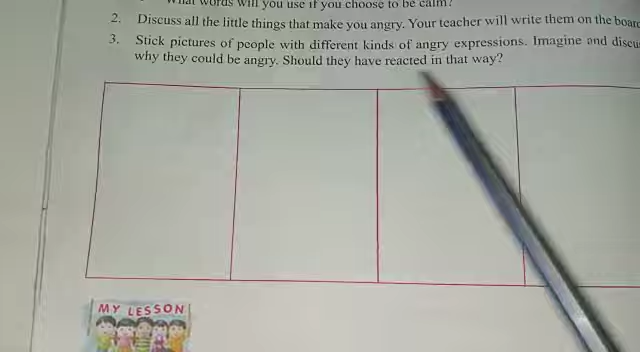 words will you use if you choose to be calm?
2. Discuss all the little things that make you angry. Your teacher will write them on the board
3. Stick pictures of people with different kinds of angry expressions. Imagine and discu
why they could be angry. Should they have reacted in that way?
MY LESSON